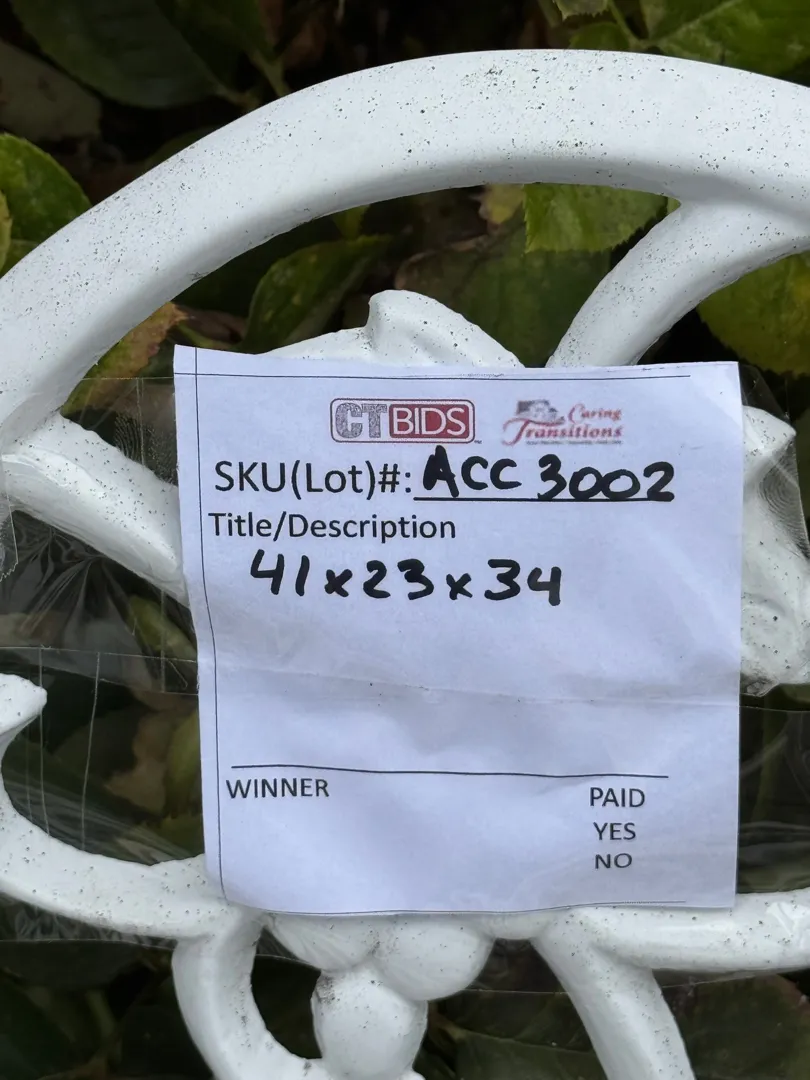 CTBIDS Caring Transitions
SKU(Lot)#: ACC 3002
Title/Description
41x23x34
WINNER PAID
YES
NO